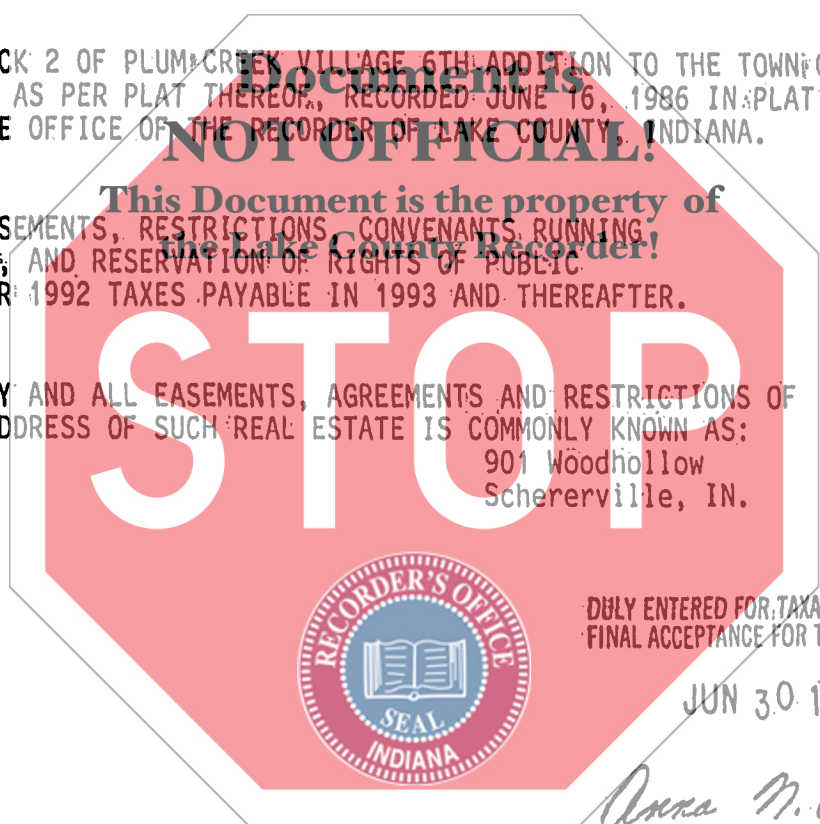 CK 2 OF PLUM CREEK VILLAGE 6TH ADDITION TO THE TOWN
Document is
AS PER PLAT THEREOF, RECORDED JUNE 16, 1986 IN PLAT
E OFFICE OF THE RECORDER OF LAKE COUNTY, INDIANA.
NOT OFFICIAL!
This Document is the property of
SEMENTS, RESTRICTIONS, CONVENANTS RUNNING
the Lake County Recorder!
AND RESERVATION OF RIGHTS OF PUBLIC
R 1992 TAXES PAYABLE IN 1993 AND THEREAFTER.
STOP
Y AND ALL EASEMENTS, AGREEMENTS AND RESTRICTIONS OF
DDRESS OF SUCH REAL ESTATE IS COMMONLY KNOWN AS:
901 Woodhollow
Schererville, IN.
RECORDER'S OFFICE
SEAL
INDIANA
DULY ENTERED FOR TAXA
FINAL ACCEPTANCE FOR T
JUN 30 1
Anna N.